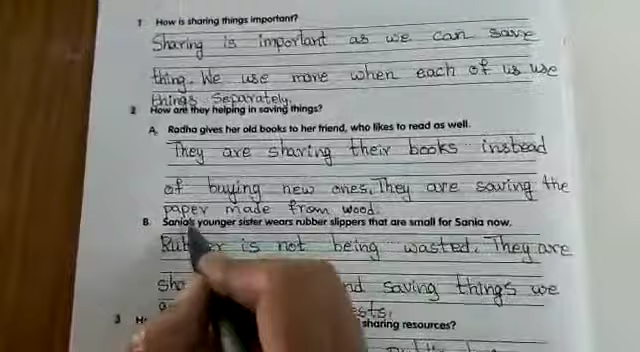 1 How is sharing things important?
Sharing is important as we can save
thing. We use more when each of us use
things separately.
2 How are they helping in saving things?
A. Radha gives her old books to her friend, who likes to read as well.
They are sharing their books instead
of buying new ones. They are saving the
paper made from wood.
B. Sania's younger sister wears rubber slippers that are small for Sania now.
is not being wasted. They are
saving things we
3 sharing resources?